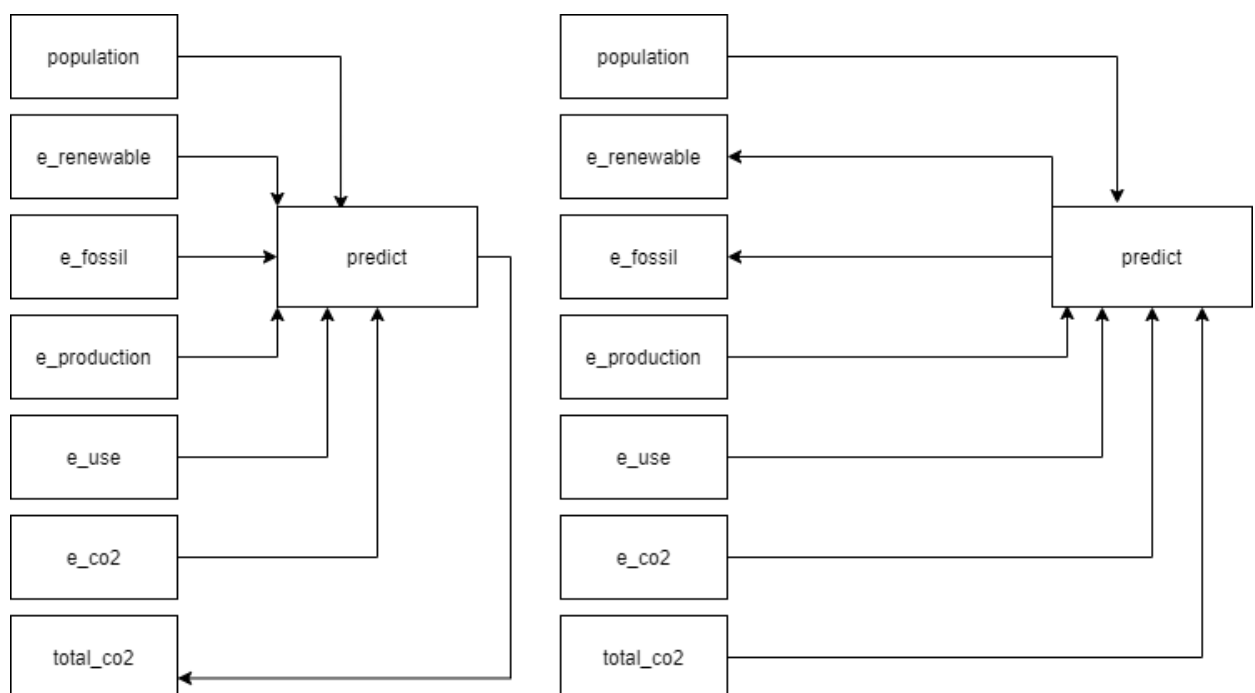 population
e_renewable
e_fossil
e_production
e_use
e_co2
total_co2
predict
population
e_renewable
e_fossil
e_production
e_use
e_co2
total_co2
predict